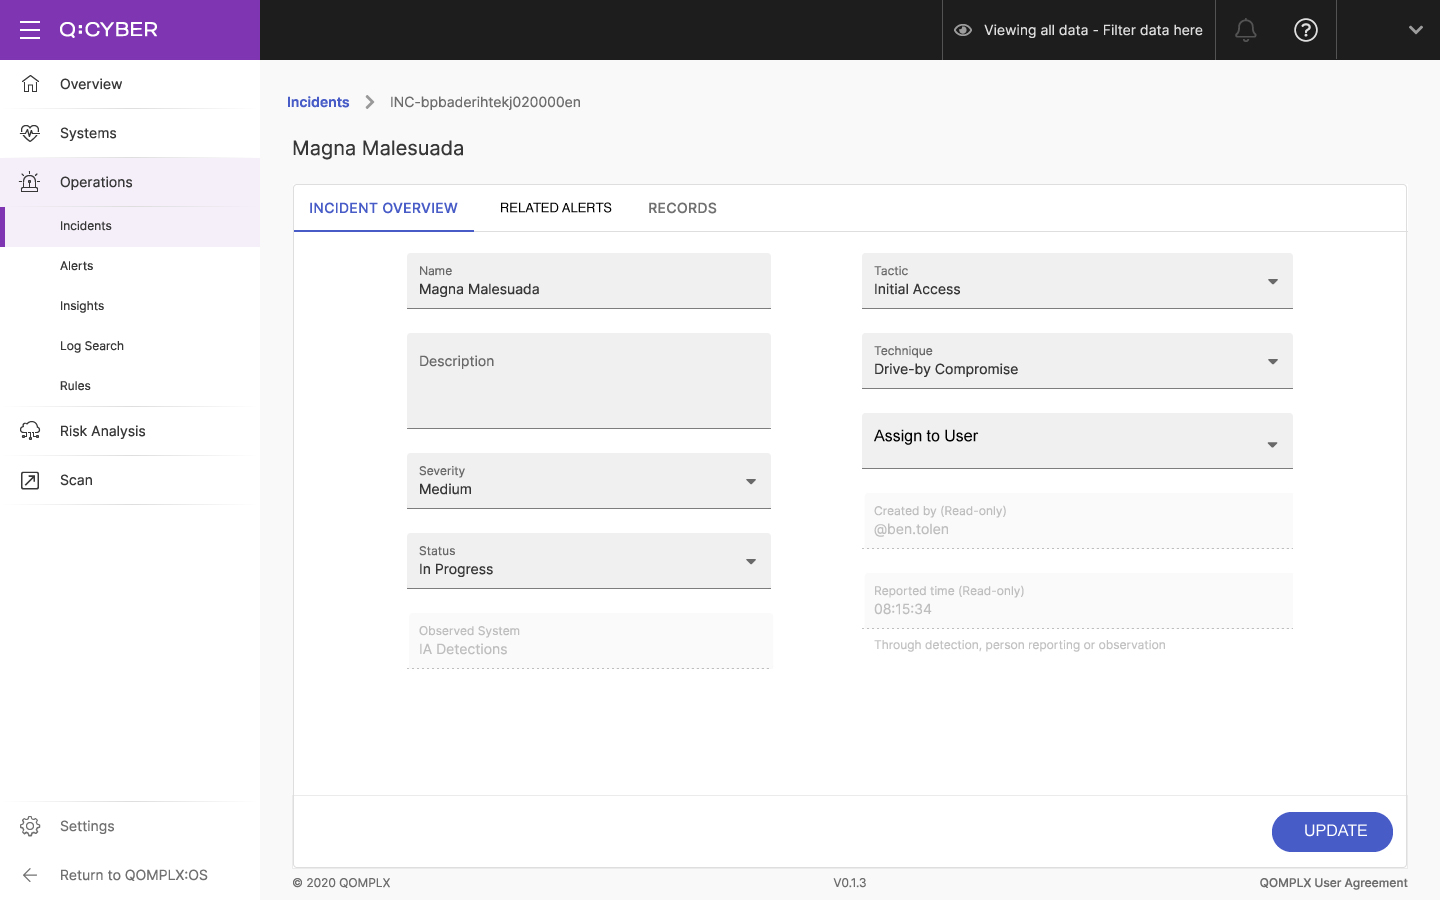 Q:CYBER
Viewing all data - Filter data here
Overview
Systems
Operations
Incidents
Alerts
Insights
Log Search
Rules
Risk Analysis
Scan
Settings
Return to QOMPLX:OS
Incidents
INC-bpbaderihtekj020000en
Magna Malesuada
INCIDENT OVERVIEW
RELATED ALERTS
RECORDS
Name
Magna Malesuada
Description
Severity
Medium
Status
In Progress
Observed System
IA Detections
Tactic
Initial Access
Technique
Drive-by Compromise
Assign to User
Created by (Read-only)
@ben.tolen
Reported time (Read-only)
08:15:34
Through detection, person reporting or observation
UPDATE
© 2020 QOMPLX
V0.1.3
QOMPLX User Agreement